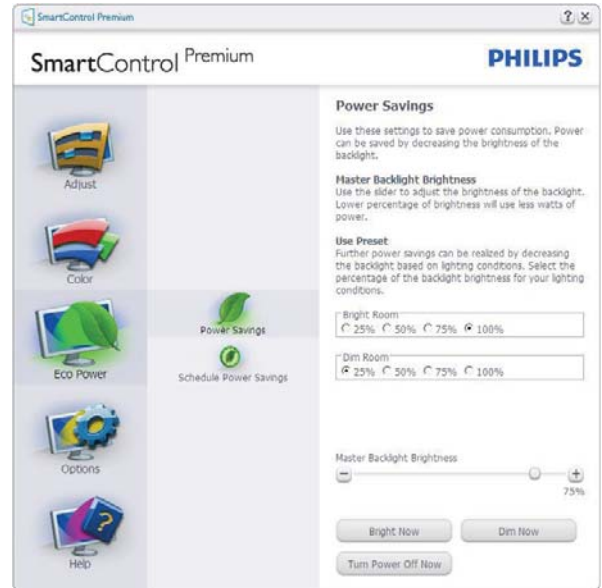 SmartControl Premium
SmartControl Premium
PHILIPS
Adjust
Color
Eco Power
Options
Help
Power Savings
Schedule Power Savings
Power Savings
Use these settings to save power consumption. Power
can be saved by decreasing the brightness of the
backlight.
Master Backlight Brightness
Use the slider to adjust the brightness of the backlight.
Lower percentage of brightness will use less watts of
power.
Use Preset
Further power savings can be realized by decreasing
the backlight based on lighting conditions. Select the
percentage of the backlight brightness for your lighting
conditions.
Bright Room
25% 50% 75% 100%
Dim Room
25% 50% 75% 100%
Master Backlight Brightness
75%
Bright Now Dim Now
Turn Power Off Now